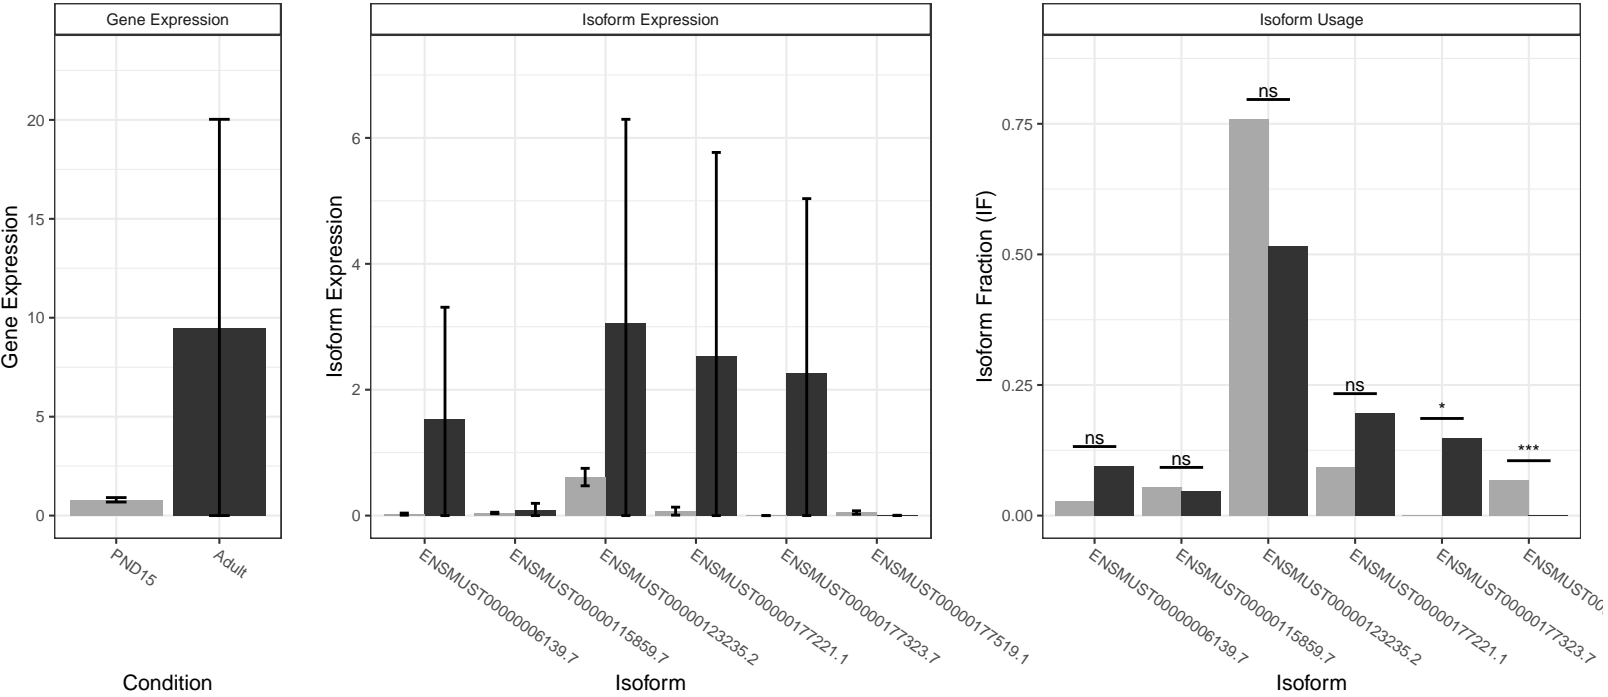 Gene Expression
Isoform Expression
Isoform Usage
Gene Expression
20
15
10
5
0
PND15
Adult
Condition
Isoform Expression
6
4
2
0
ENSMUST00000006139.7
ENSMUST00000115859.7
ENSMUST00000123235.2
ENSMUST00000177221.1
ENSMUST00000177323.7
ENSMUST00000177519.1
Isoform
Isoform Fraction (IF)
0.75
0.50
0.25
0.00
ns
ns
ns
ns
*
***
ENSMUST00000006139.7
ENSMUST00000115859.7
ENSMUST00000123235.2
ENSMUST00000177221.1
ENSMUST00000177323.7
Isoform